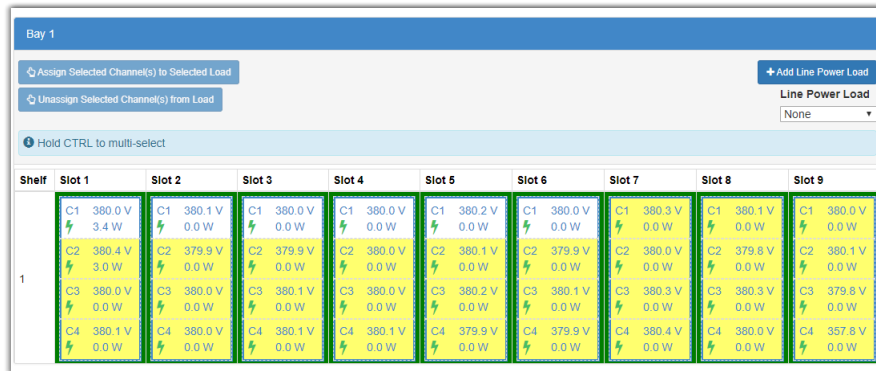 Bay 1
Assign Selected Channel(s) to Selected Load
+ Add Line Power Load
Unassign Selected Channel(s) from Load
Line Power Load
None
Hold CTRL to multi-select
Shelf Slot 1 Slot 2 Slot 3 Slot 4 Slot 5 Slot 6 Slot 7 Slot 8 Slot 9
C1 380.0 V C1 380.1 V C1 380.0 V C1 380.0 V C1 380.2 V C1 380.0 V C1 380.3 V C1 380.1 V C1 380.0 V
3.4 W 0.0 W 0.0 W 0.0 W 0.0 W 0.0 W 0.0 W 0.0 W 0.0 W
C2 380.4 V C2 379.9 V C2 379.9 V C2 380.0 V C2 380.1 V C2 379.9 V C2 380.0 V C2 379.8 V C2 380.1 V
3.0 W 0.0 W 0.0 W 0.0 W 0.0 W 0.0 W 0.0 W 0.0 W 0.0 W
1
C3 380.0 V C3 380.0 V C3 380.1 V C3 380.0 V C3 380.2 V C3 380.1 V C3 380.3 V C3 380.3 V C3 379.8 V
0.0 W 0.0 W 0.0 W 0.0 W 0.0 W 0.0 W 0.0 W 0.0 W 0.0 W
C4 380.1 V C4 380.0 V C4 380.1 V C4 380.1 V C4 379.9 V C4 379.9 V C4 380.4 V C4 380.0 V C4 357.8 V
0.0 W 0.0 W 0.0 W 0.0 W 0.0 W 0.0 W 0.0 W 0.0 W 0.0 W